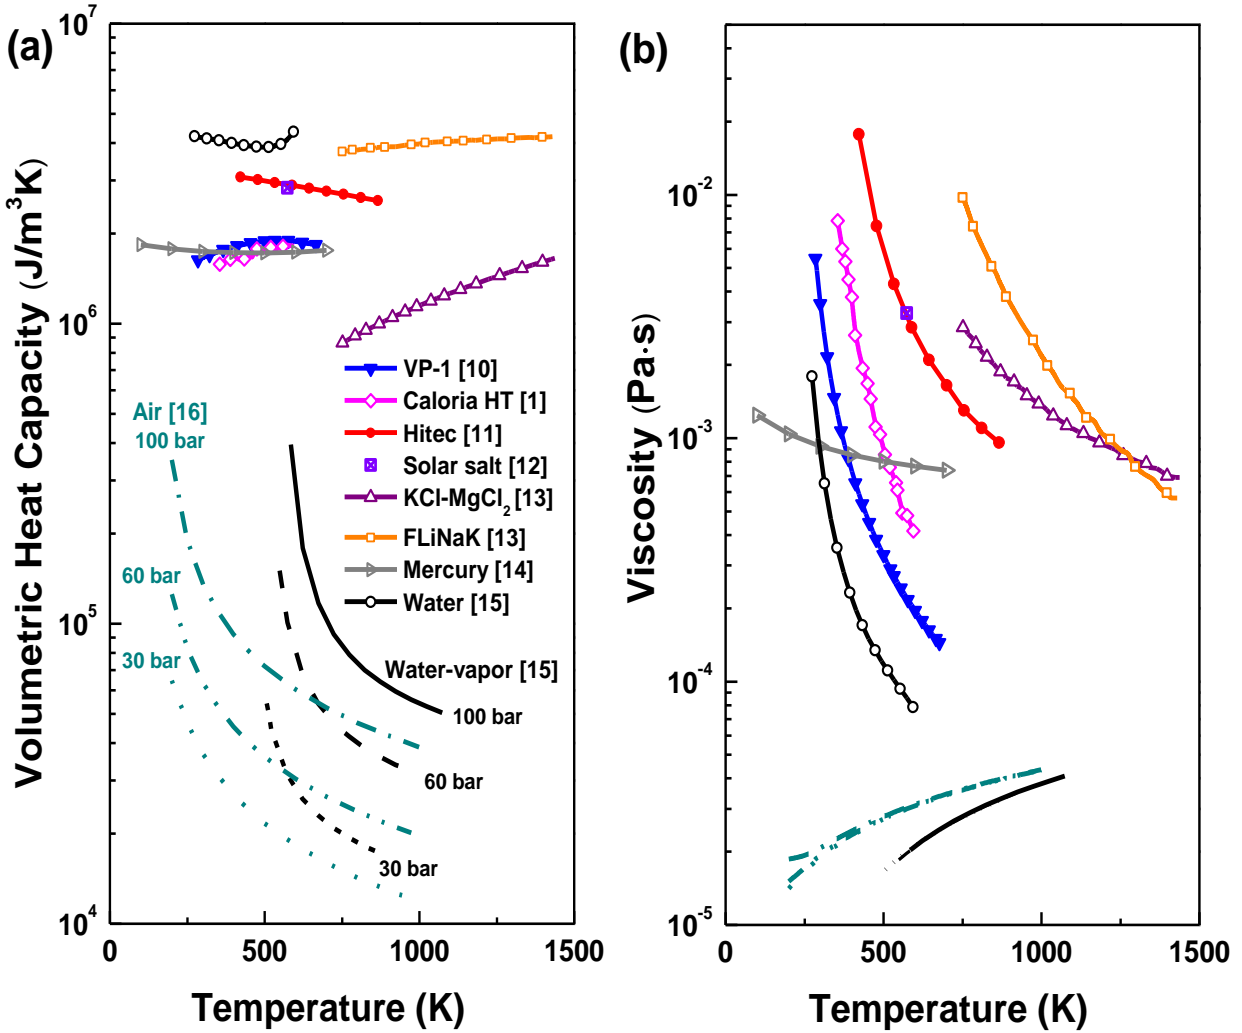 (a)
10^7
10^6
10^5
10^4
Volumetric Heat Capacity (J/m^3K)
VP-1 [10]
Caloria HT [1]
Hitec [11]
Solar salt [12]
KCl-MgCl_2 [13]
FLiNaK [13]
Mercury [14]
Water [15]
Air [16]
100 bar
60 bar
30 bar
Water-vapor [15]
100 bar
60 bar
30 bar
0
500
1000
1500
Temperature (K)
(b)
10^-2
10^-3
10^-4
10^-5
Viscosity (Pa·s)
0
500
1000
1500
Temperature (K)